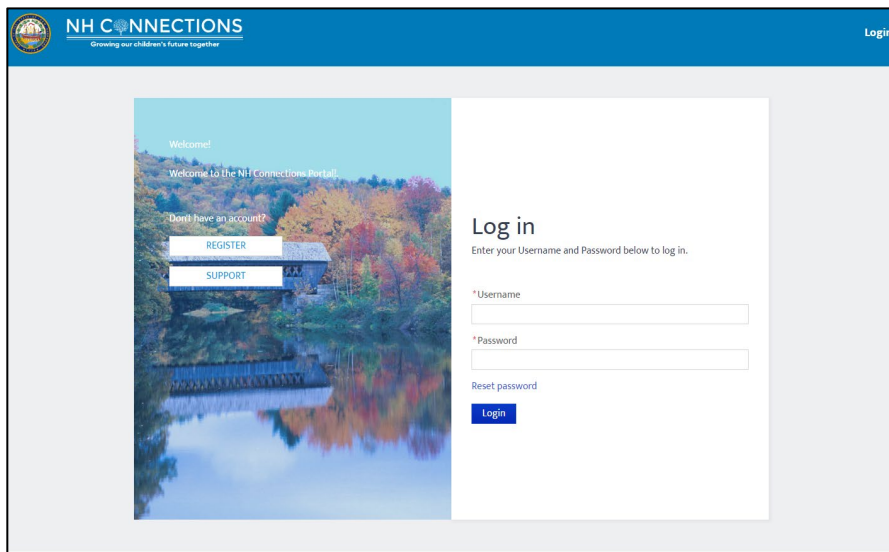 NH CONNECTIONS
Growing our children's future together
Login
Welcome!
Welcome to the NH Connections Portal!.
Don't have an account?
REGISTER
SUPPORT
Log in
Enter your Username and Password below to log in.
*Username
*Password
Reset password
Login